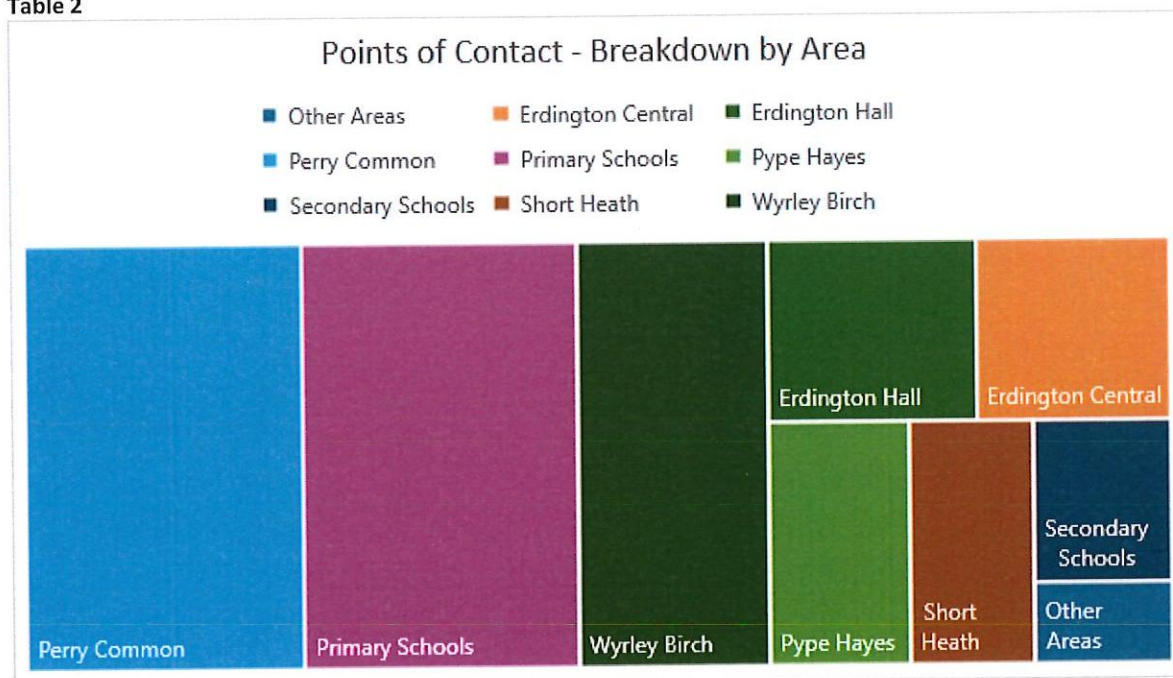 Table 2
Points of Contact - Breakdown by Area
Other Areas
Erdington Central
Erdington Hall
Perry Common
Primary Schools
Pype Hayes
Secondary Schools
Short Heath
Wyrley Birch
Perry Common
Primary Schools
Wyrley Birch
Erdington Hall
Erdington Central
Pype Hayes
Short
Heath
Secondary
Schools
Other
Areas